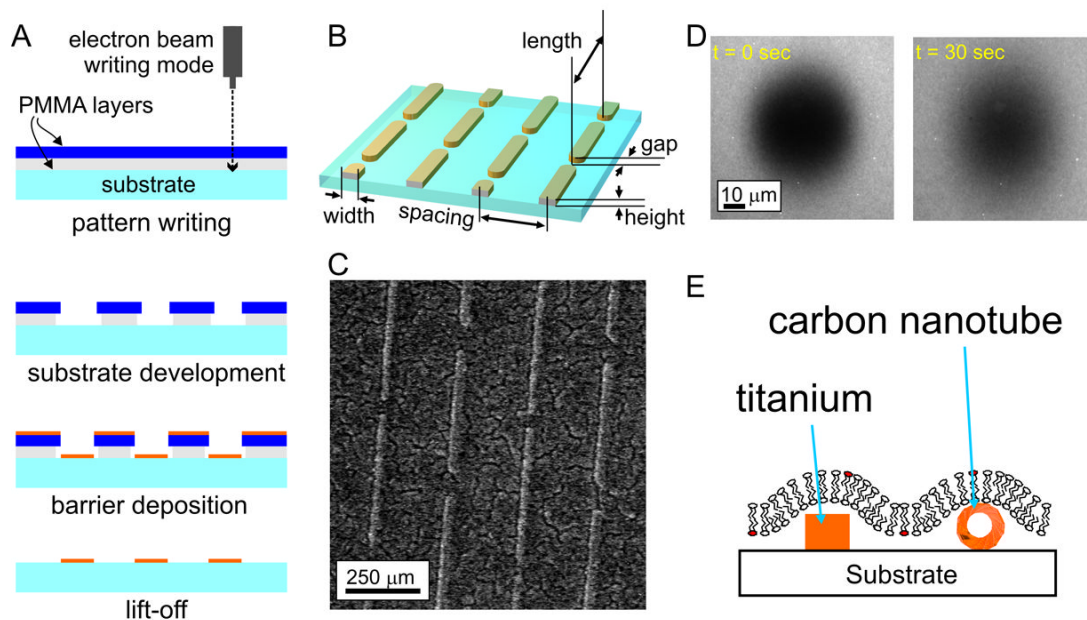 A
electron beam
writing mode
PMMA layers
substrate
pattern writing
substrate development
barrier deposition
lift-off
B
length
gap
width
spacing
height
C
250 μm
D
t = 0 sec
t = 30 sec
10 μm
E
carbon nanotube
titanium
Substrate